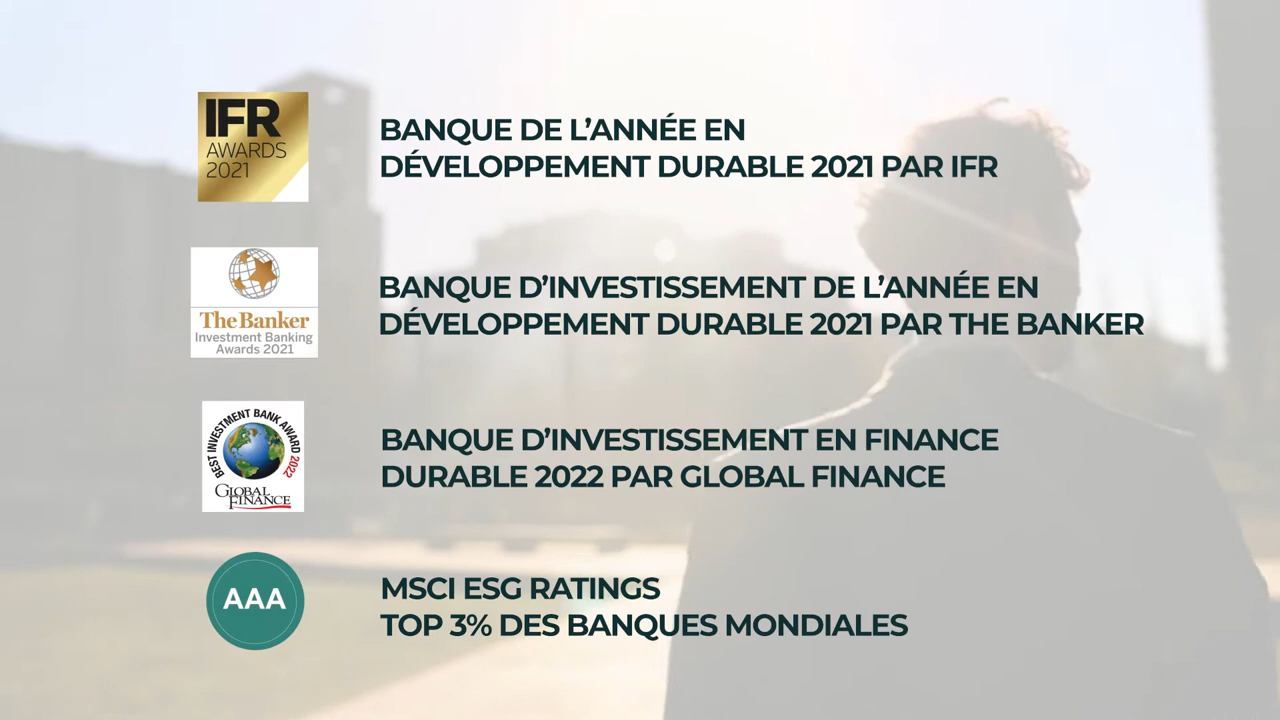 IFR
AWARDS
2021
BANQUE DE L'ANNÉE EN
DÉVELOPPEMENT DURABLE 2021 PAR IFR
The Banker
Investment Banking
Awards 2021
BANQUE D'INVESTISSEMENT DE L'ANNÉE EN
DÉVELOPPEMENT DURABLE 2021 PAR THE BANKER
BEST INVESTMENT BANK AWARD 2022
GLOBAL
FINANCE
BANQUE D'INVESTISSEMENT EN FINANCE
DURABLE 2022 PAR GLOBAL FINANCE
AAA
MSCI ESG RATINGS
TOP 3% DES BANQUES MONDIALES